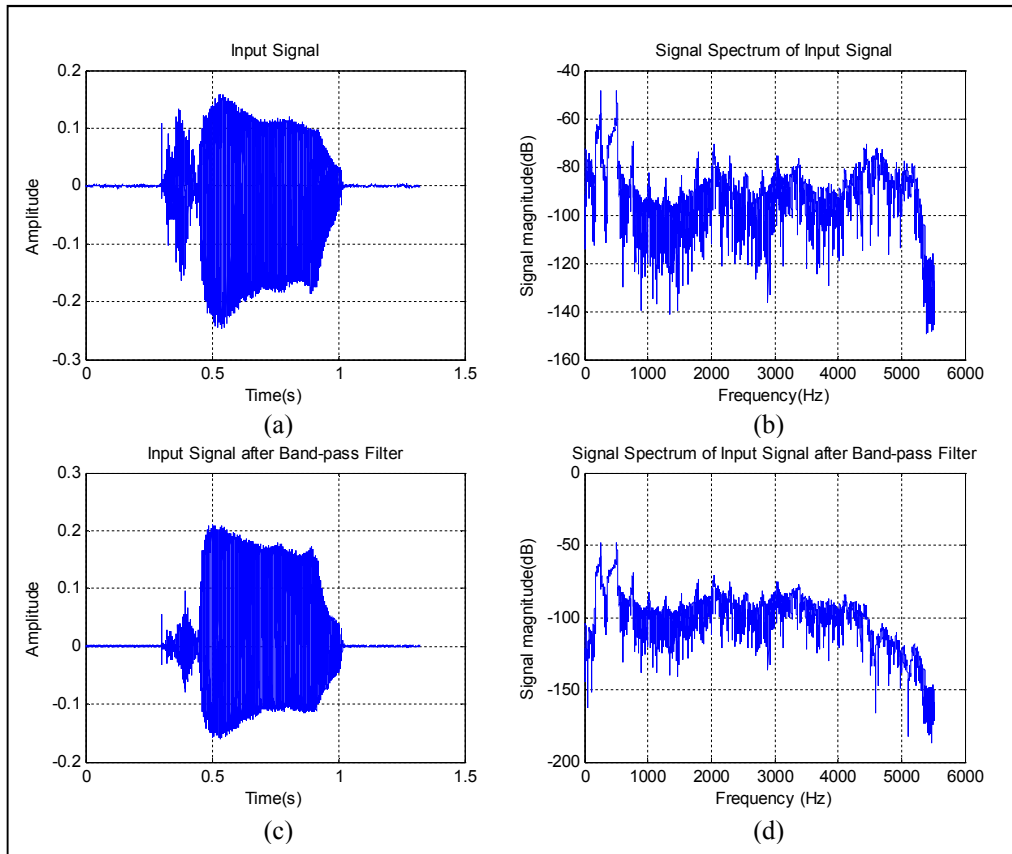 Input Signal
0.2
0.1
0
-0.1
-0.2
-0.3
Amplitude
0
0.5
1
1.5
Time(s)
(a)
Signal Spectrum of Input Signal
-40
-60
-80
-100
-120
-140
-160
Signal magnitude(dB)
0
1000
2000
3000
4000
5000
6000
Frequency(Hz)
(b)
Input Signal after Band-pass Filter
0.3
0.2
0.1
0
-0.1
-0.2
Amplitude
0
0.5
1
1.5
Time(s)
(c)
Signal Spectrum of Input Signal after Band-pass Filter
0
-50
-100
-150
-200
Signal magnitude(dB)
0
1000
2000
3000
4000
5000
6000
Frequency (Hz)
(d)